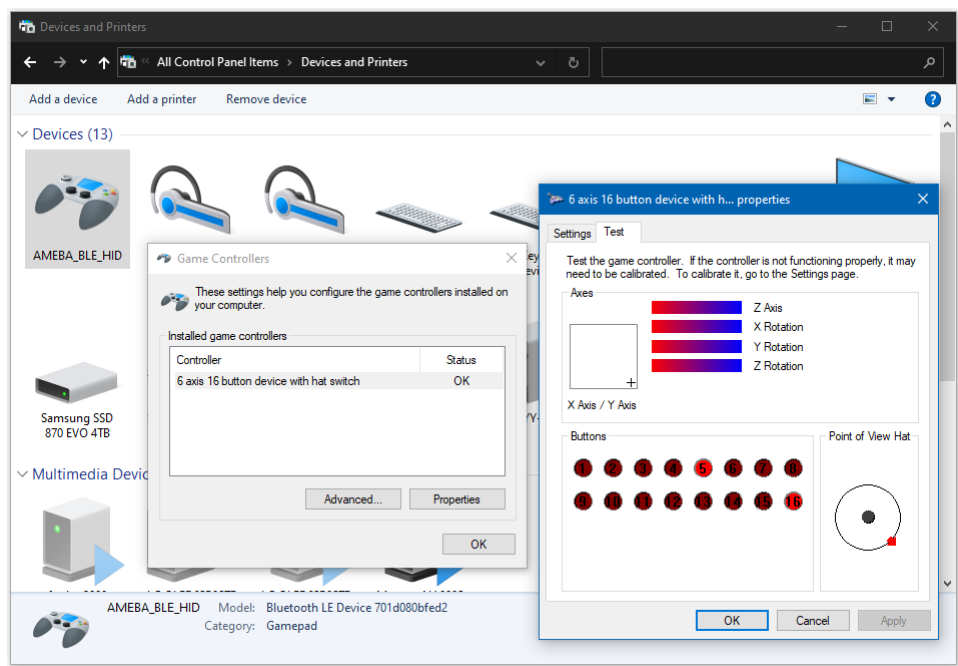 Devices and Printers
All Control Panel Items > Devices and Printers
Add a device Add a printer Remove device
Devices (13)
AMEBA_BLE_HID
Samsung SSD
870 EVO 4TB
Multimedia Devic
Game Controllers
These settings help you configure the game controllers installed on
your computer.
Installed game controllers
Controller Status
6 axis 16 button device with hat switch OK
Advanced... Properties
OK
6 axis 16 button device with h... properties
Settings Test
Test the game controller. If the controller is not functioning properly, it may
need to be calibrated. To calibrate it, go to the Settings page.
Axes
Z Axis
X Rotation
Y Rotation
Z Rotation
X Axis / Y Axis
Buttons
1 2 3 4 5 6 7 8
9 10 11 12 13 14 15 16
Point of View Hat
OK Cancel Apply
AMEBA_BLE_HID Model: Bluetooth LE Device 701d080bfed2
Category: Gamepad